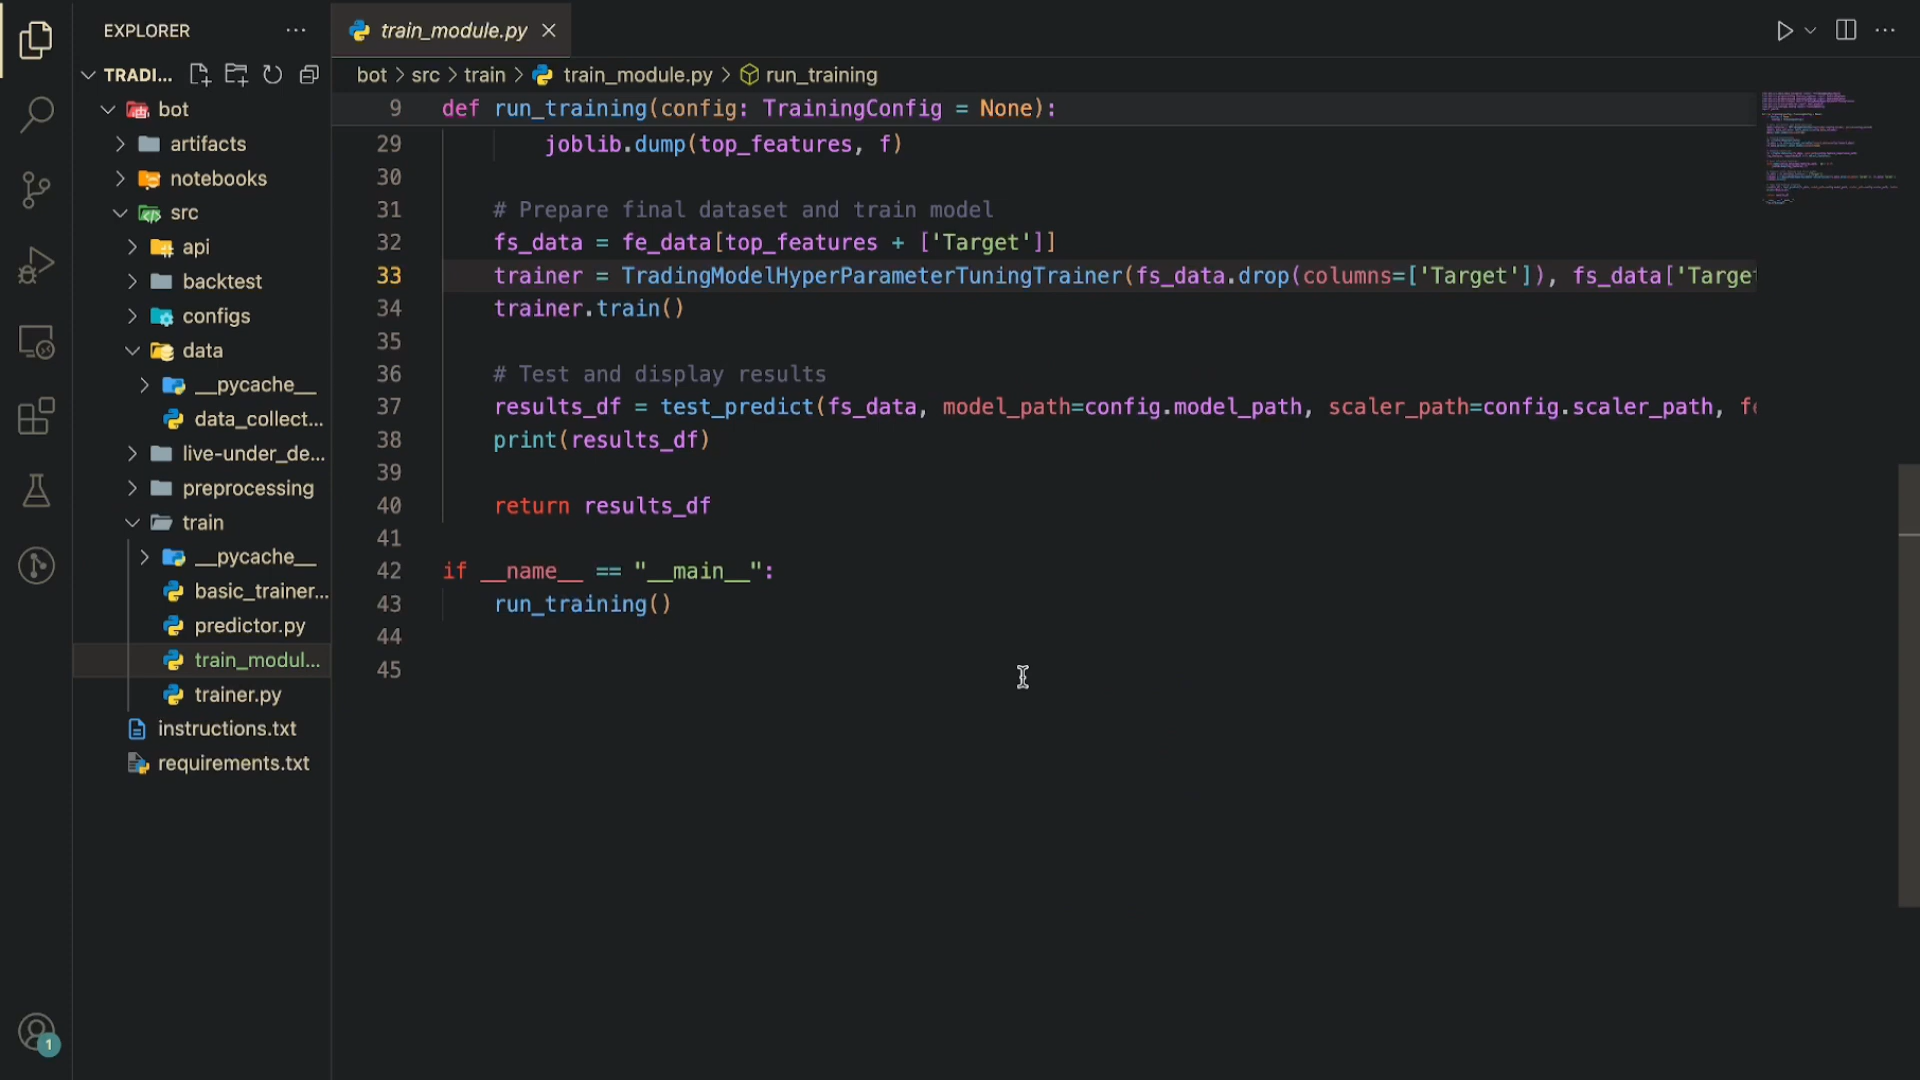 EXPLORER
TRADI...
bot
artifacts
notebooks
src
api
backtest
configs
data
__pycache__
data_collect...
live-under_de...
preprocessing
train
__pycache__
basic_trainer...
predictor.py
train_modul...
trainer.py
instructions.txt
requirements.txt
1
train_module.py
bot > src > train > train_module.py > run_training
9 def run_training(config: TrainingConfig = None):
29 joblib.dump(top_features, f)
30
31 # Prepare final dataset and train model
32 fs_data = fe_data[top_features + ['Target']]
33 trainer = TradingModelHyperParameterTuningTrainer(fs_data.drop(columns=['Target']), fs_data['Targe
34 trainer.train()
35
36 # Test and display results
37 results_df = test_predict(fs_data, model_path=config.model_path, scaler_path=config.scaler_path, fe
38 print(results_df)
39
40 return results_df
41
42 if __name__ == "__main__":
43 run_training()
44
45